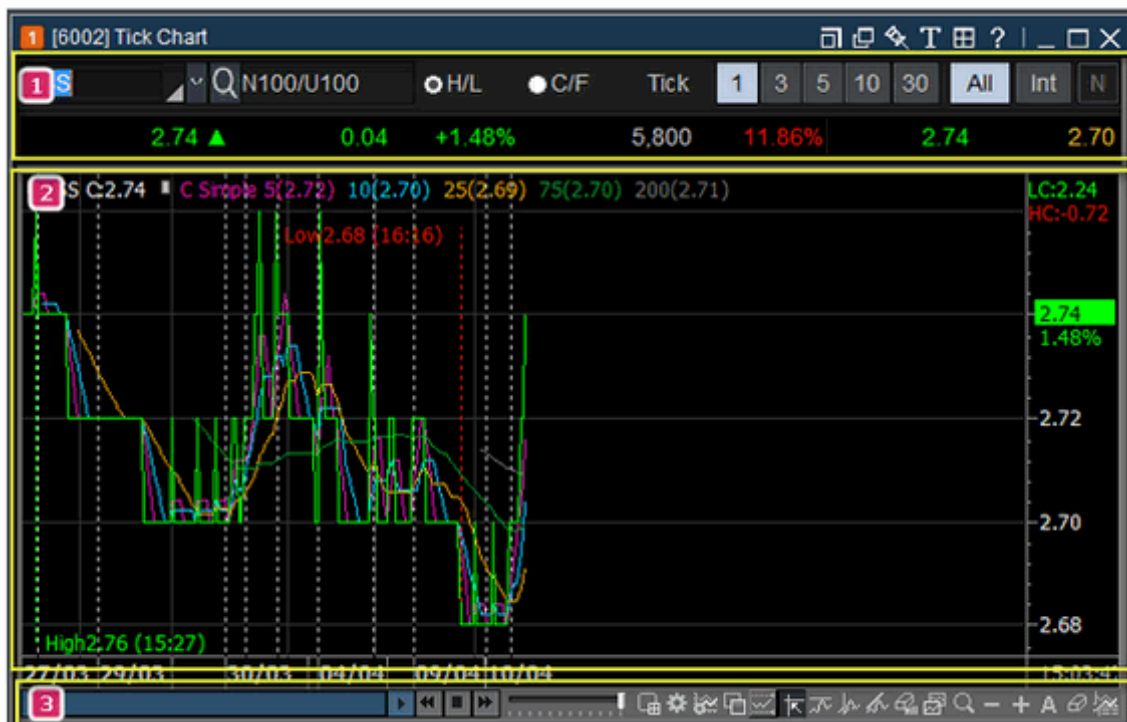 1 [6002] Tick Chart T ? 
1 S N100/U100 H/L C/F Tick 1 3 5 10 30 All Int N
2.74 ▲ 0.04 +1.48% 5,800 11.86% 2.74 2.70
2 S C:2.74 C Simple 5(2.72) 10(2.70) 25(2.69) 75(2.70) 200(2.71) LC:2.24
HC:-0.72
Low2.68 (16:16)
2.74
1.48%
2.72
2.70
2.68
High2.76 (15:27)
27/03 29/03 30/03 04/04 09/04 10/04
3 A